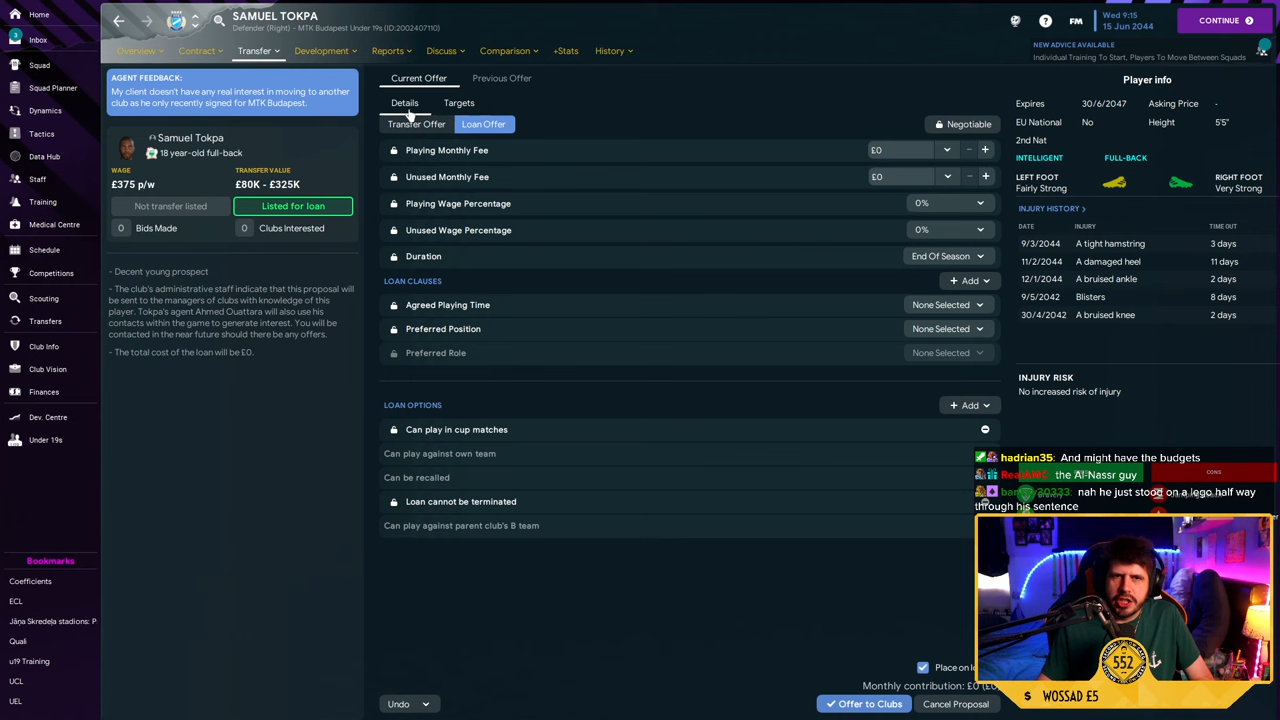 Home
3
Inbox
Squad
Squad Planner
Dynamics
Tactics
Data Hub
Staff
Training
Medical Centre
Schedule
Competitions
Scouting
Transfers
Club Info
Club Vision
Finances
Dev. Centre
Under 19s
Bookmarks
Coefficients
ECL
Jāņa Skredeļa stadions: P
Quali
u19 Training
UCL
UEL
SAMUEL TOKPA
Defender (Right) - MTK Budapest Under 19s (ID:2002407110)
FM
Wed 9:15
15 Jun 2044
CONTINUE
Overview
Contract
Transfer
Development
Reports
Discuss
Comparison
+Stats
History
NEW ADVICE AVAILABLE
Individual Training To Start, Players To Move Between Squads
AGENT FEEDBACK:
My client doesn't have any real interest in moving to another
club as he only recently signed for MTK Budapest.
Samuel Tokpa
18 year-old full-back
WAGE
TRANSFER VALUE
£375 p/w
£80K - £325K
Not transfer listed
Listed for loan
0 Bids Made
0 Clubs Interested
- Decent young prospect
- The club's administrative staff indicate that this proposal will
be sent to the managers of clubs with knowledge of this
player. Tokpa's agent Ahmed Ouattara will also use his
contacts within the game to generate interest. You will be
contacted in the near future should there be any offers.
- The total cost of the loan will be £0.
Current Offer
Previous Offer
Details
Targets
Transfer Offer
Loan Offer
Negotiable
Playing Monthly Fee
£0
Unused Monthly Fee
£0
Playing Wage Percentage
0%
Unused Wage Percentage
0%
Duration
End Of Season
LOAN CLAUSES
+ Add
Agreed Playing Time
None Selected
Preferred Position
None Selected
Preferred Role
None Selected
LOAN OPTIONS
+ Add
Can play in cup matches
Can play against own team
Can be recalled
Loan cannot be terminated
Can play against parent club's B team
Place on lo
Monthly contribution: £0 (£0
Undo
Offer to Clubs
Cancel Proposal
Player info
Expires 30/6/2047
Asking Price -
EU National No
Height 5'5"
2nd Nat
INTELLIGENT
FULL-BACK
LEFT FOOT
Fairly Strong
RIGHT FOOT
Very Strong
INJURY HISTORY
DATE INJURY TIME OUT
9/3/2044 A tight hamstring 3 days
11/2/2044 A damaged heel 11 days
12/1/2044 A bruised ankle 2 days
9/5/2042 Blisters 8 days
30/4/2042 A bruised knee 2 days
INJURY RISK
No increased risk of injury
CONS
hadrian35: And might have the budgets
the Al-Nassr guy
nah he just stood on a lego half way
through his sentence
552
$ WOSSAD £5